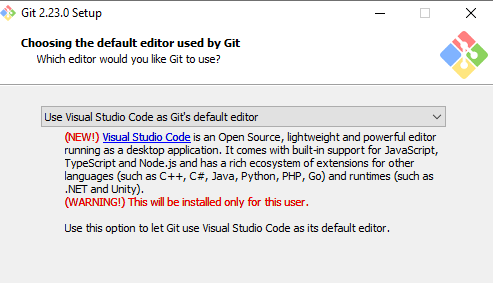 Git 2.23.0 Setup
Choosing the default editor used by Git
Which editor would you like Git to use?
Use Visual Studio Code as Git's default editor
(NEW!) Visual Studio Code is an Open Source, lightweight and powerful editor
running as a desktop application. It comes with built-in support for JavaScript,
TypeScript and Node.js and has a rich ecosystem of extensions for other
languages (such as C++, C#, Java, Python, PHP, Go) and runtimes (such as
.NET and Unity).
(WARNING!) This will be installed only for this user.
Use this option to let Git use Visual Studio Code as its default editor.